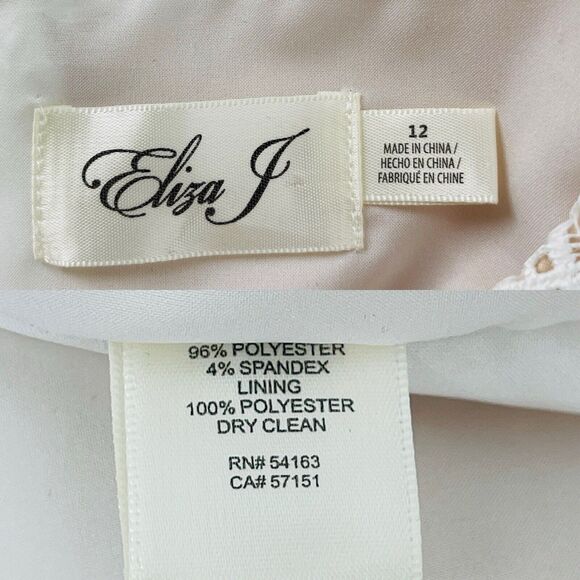 Eliza J
12
MADE IN CHINA /
HECHO EN CHINA/
FABRIQUÉ EN CHINE
96% POLYESTER
4% SPANDEX
LINING
100% POLYESTER
DRY CLEAN
RN# 54163
CA# 57151